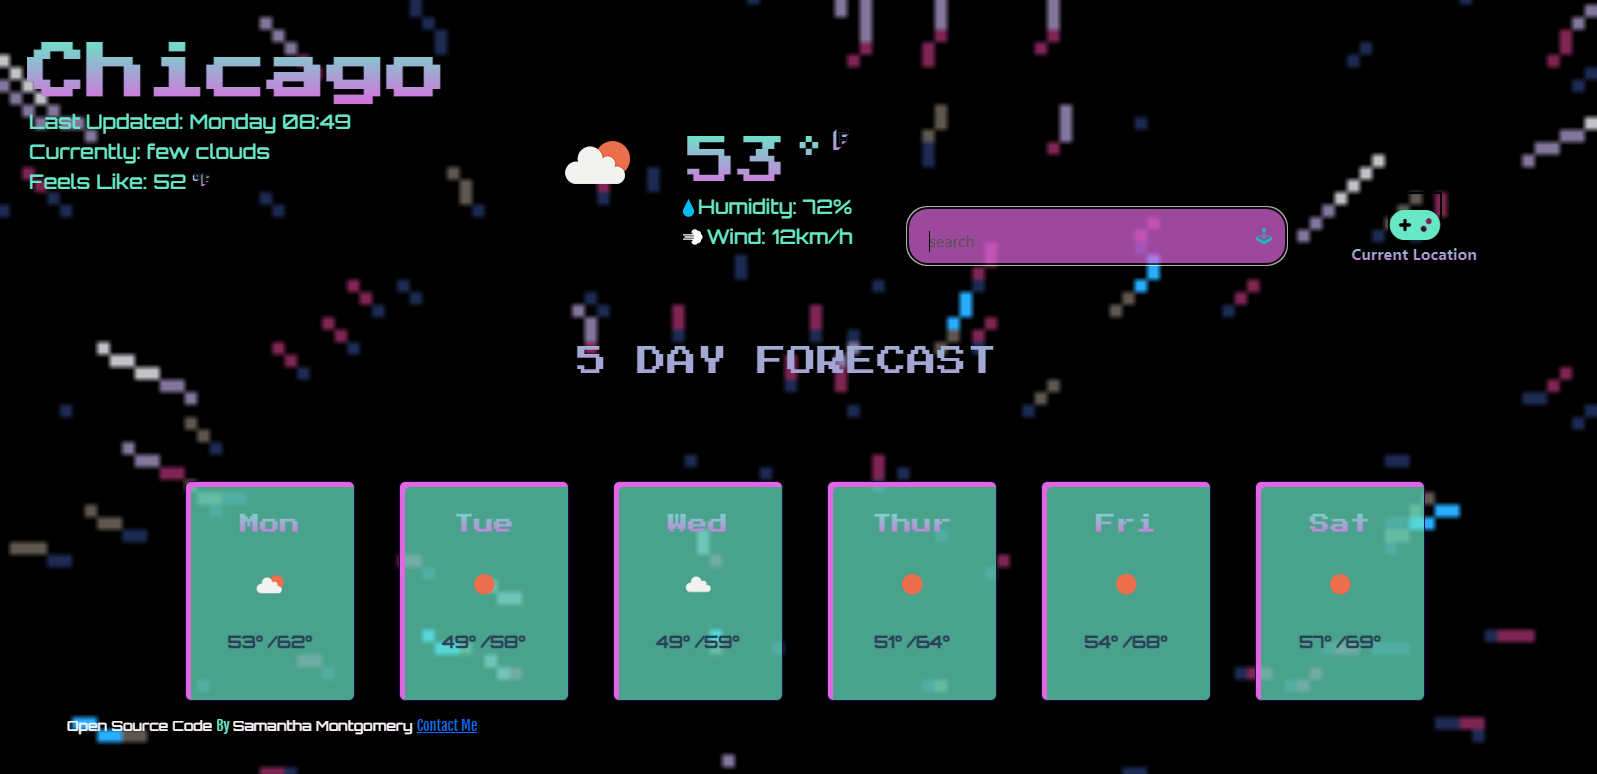 Chicago
Last Updated: Monday 08:49
Currently: few clouds
Feels Like: 52 °F
53 ° F
Humidity: 72%
Wind: 12km/h
search
Current Location
5 DAY FORECAST
Mon
Tue
Wed
Thur
Fri
Sat
53° /62°
49° /58°
49° /59°
51° /64°
54° /68°
57° /69°
Open Source Code By Samantha Montgomery Contact Me